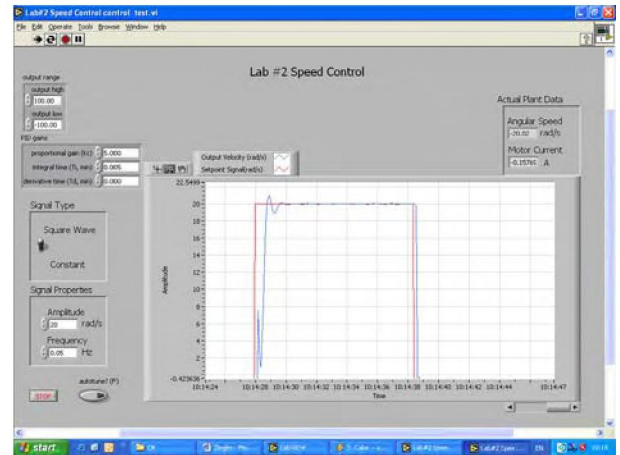 Lab#2 Speed Control control test.vi
File Edit Operate Tools Browse Window Help
Lab #2 Speed Control
output range
output high
100.00
output low
-100.00
PID gains
proportional gain (Kc) 5.000
integral time (Ti, min) 0.005
derivative time (Td, min) 0.000
Actual Plant Data
Angular Speed
-20.02 rad/s
Motor Current
-0.15765 A
Output Velocity (rad/s)
Setpoint Signal(rad/s)
Signal Type
Square Wave
Constant
Signal Properties
Amplitude
20 rad/s
Frequency
0.05 Hz
autotune? (F)
STOP
22.5499
20
18
16
14
12
10
8
6
4
2
-0.423636
Amplitude
10:14:24 10:14:28 10:14:30 10:14:32 10:14:34 10:14:36 10:14:38 10:14:40 10:14:42 10:14:44 10:14:47
Time
start
EN